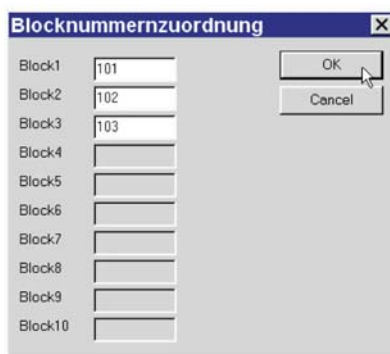 Blocknummernzuordnung
Block1 101 OK
Block2 102 Cancel
Block3 103
Block4
Block5
Block6
Block7
Block8
Block9
Block10